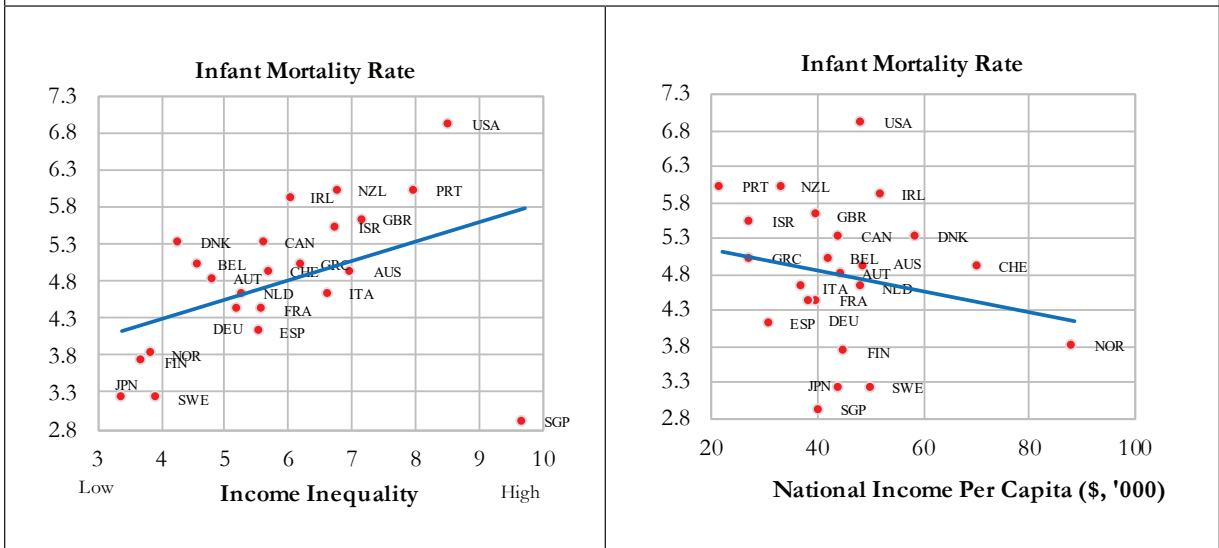 Infant Mortality Rate
7.3
6.8
6.3
5.8
5.3
4.8
4.3
3.8
3.3
2.8
USA
IRL
NZL
PRT
GBR
ISR
DNK
CAN
BEL
CHE
GRC
AUS
AUT
NLD
ITA
DEU
FRA
ESP
NOR
FIN
JPN
SWE
SGP
3 4 5 6 7 8 9 10
Low
Income Inequality
High
Infant Mortality Rate
7.3
6.8
6.3
5.8
5.3
4.8
4.3
3.8
3.3
2.8
USA
PRT
NZL
IRL
ISR
GBR
CAN
DNK
GRC
BEL
AUS
CHE
AUT
ITA
NLD
FRA
ESP
DEU
FIN
NOR
JPN
SWE
SGP
20 40 60 80 100
National Income Per Capita ($, '000)